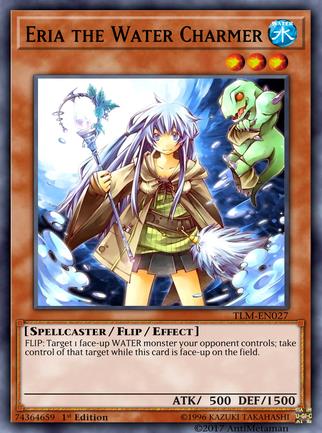 ERIA THE WATER CHARMER
WATER
水
TLM-EN027
[SPELLCASTER / FLIP / EFFECT]
FLIP: Target 1 face-up WATER monster your opponent controls; take
control of that target while this card is face-up on the field.
ATK/ 500 DEF/1500
74364659 1st Edition ©1996 KAZUKI TAKAHASHI
©2017 AntiMetaman